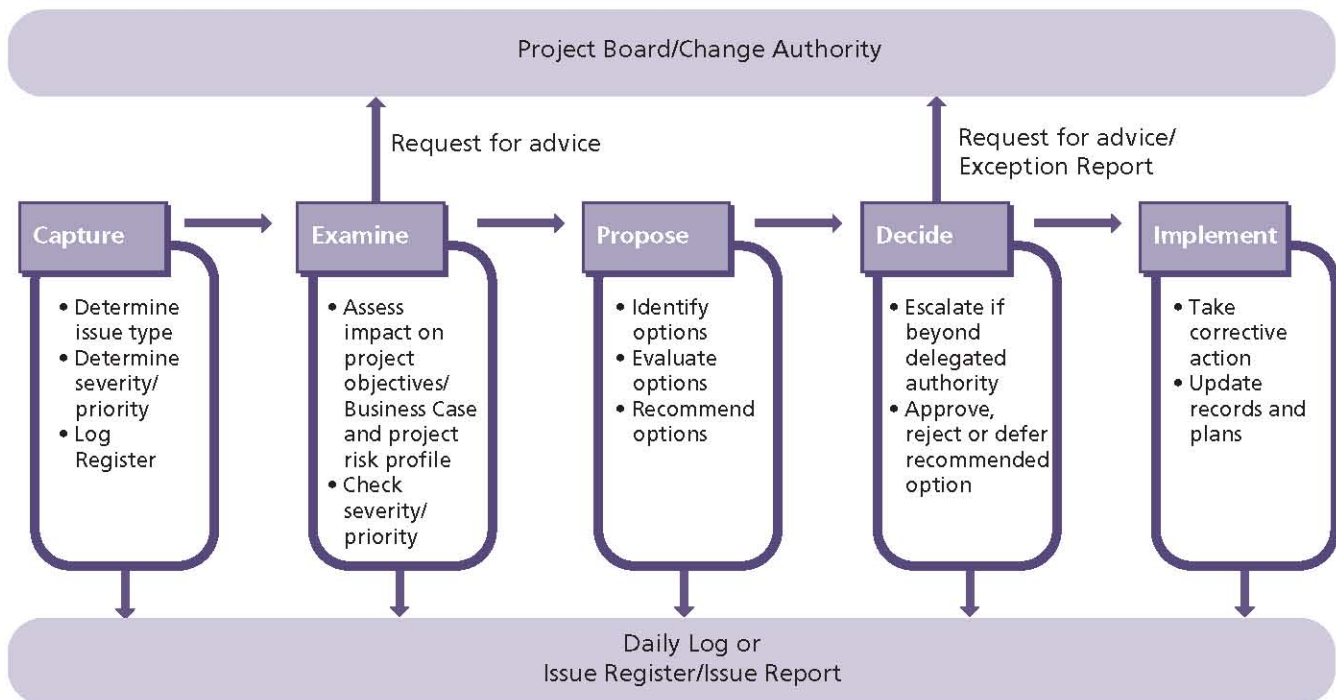 Project Board/Change Authority
Request for advice
Request for advice/
Exception Report
Capture
• Determine
issue type
• Determine
severity/
priority
• Log
Register
Examine
• Assess
impact on
project
objectives/
Business Case
and project
risk profile
• Check
severity/
priority
Propose
• Identify
options
• Evaluate
options
• Recommend
options
Decide
• Escalate if
beyond
delegated
authority
• Approve,
reject or defer
recommended
option
Implement
• Take
corrective
action
• Update
records and
plans
Daily Log or
Issue Register/Issue Report